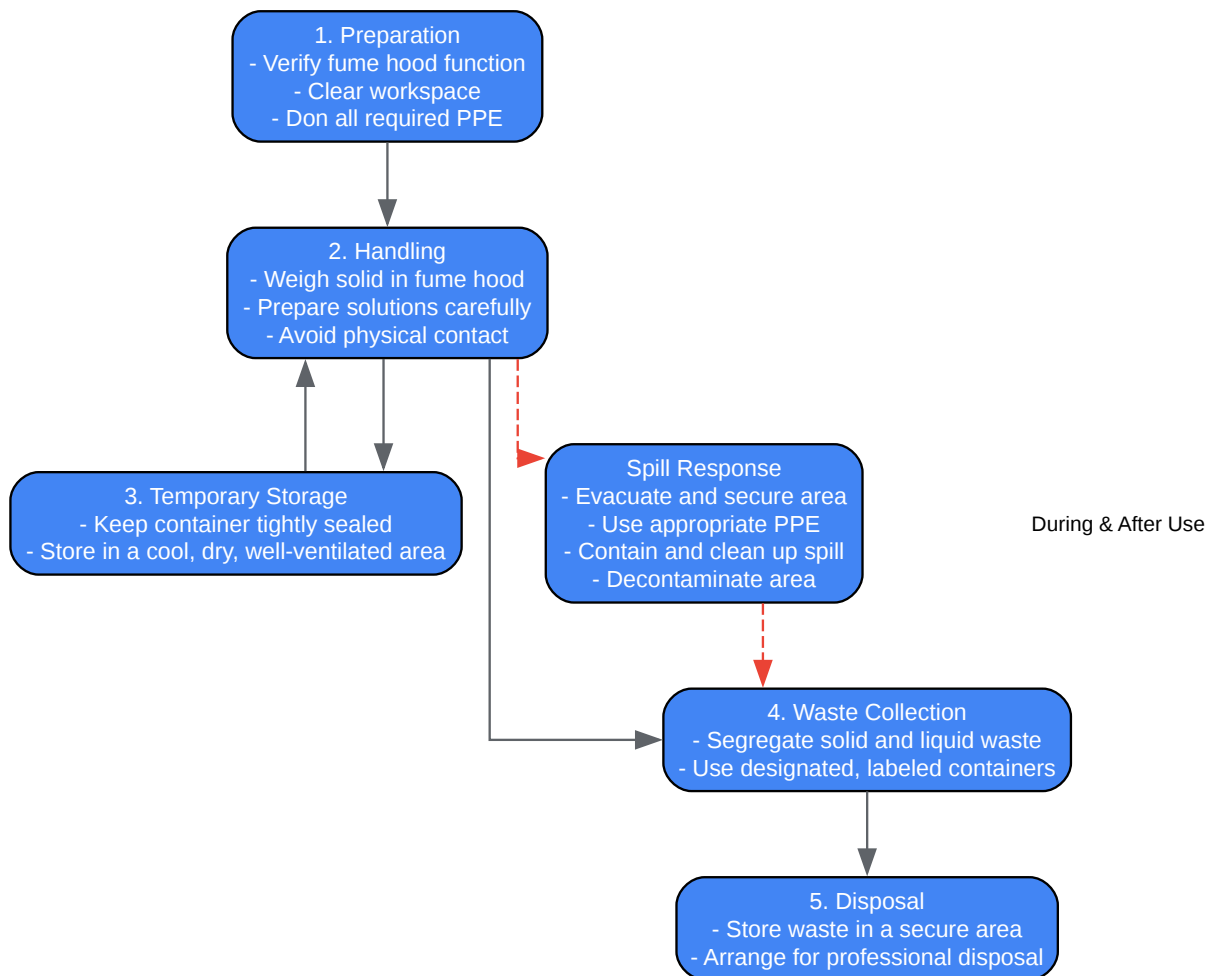 1. Preparation
- Verify fume hood function
- Clear workspace
- Don all required PPE
2. Handling
- Weigh solid in fume hood
- Prepare solutions carefully
- Avoid physical contact
3. Temporary Storage
- Keep container tightly sealed
- Store in a cool, dry, well-ventilated area
Spill Response
- Evacuate and secure area
- Use appropriate PPE
- Contain and clean up spill
- Decontaminate area
During & After Use
4. Waste Collection
- Segregate solid and liquid waste
- Use designated, labeled containers
5. Disposal
- Store waste in a secure area
- Arrange for professional disposal